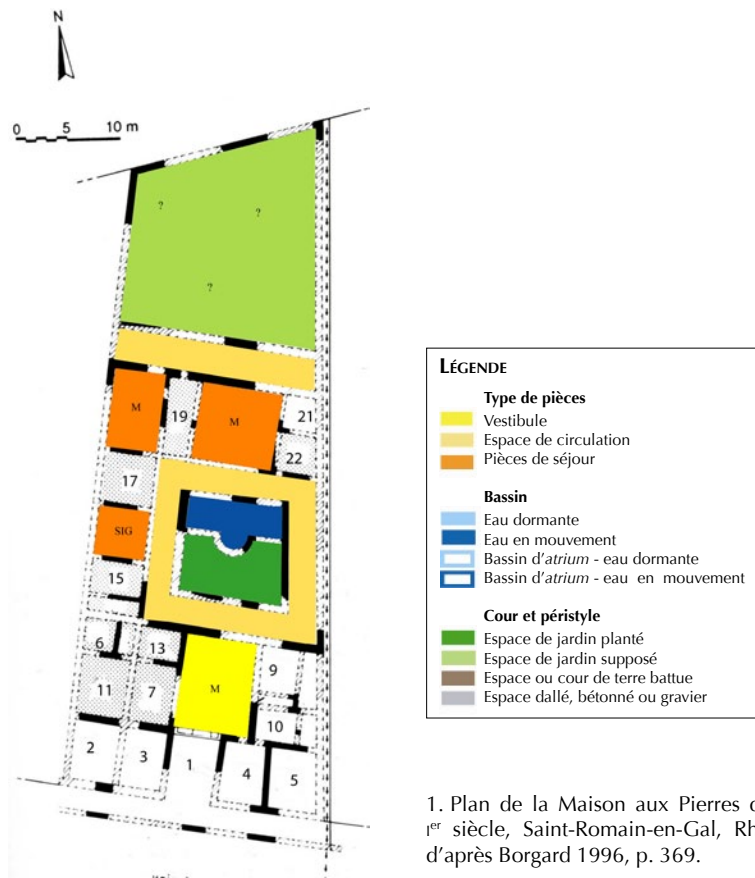 N
0 5 10 m
?
?
?
M
19
M
21
22
17
SIG
15
6
13
9
11
7
M
10
2
3
1
4
5
LÉGENDE
Type de pièces
Vestibule
Espace de circulation
Pièces de séjour
Bassin
Eau dormante
Eau en mouvement
Bassin d'atrium - eau dormante
Bassin d'atrium - eau en mouvement
Cour et péristyle
Espace de jardin planté
Espace de jardin supposé
Espace ou cour de terre battue
Espace dallé, bétonné ou gravier
1. Plan de la Maison aux Pierres
Ier siècle, Saint-Romain-en-Gal,
d'après Borgard 1996, p. 369.